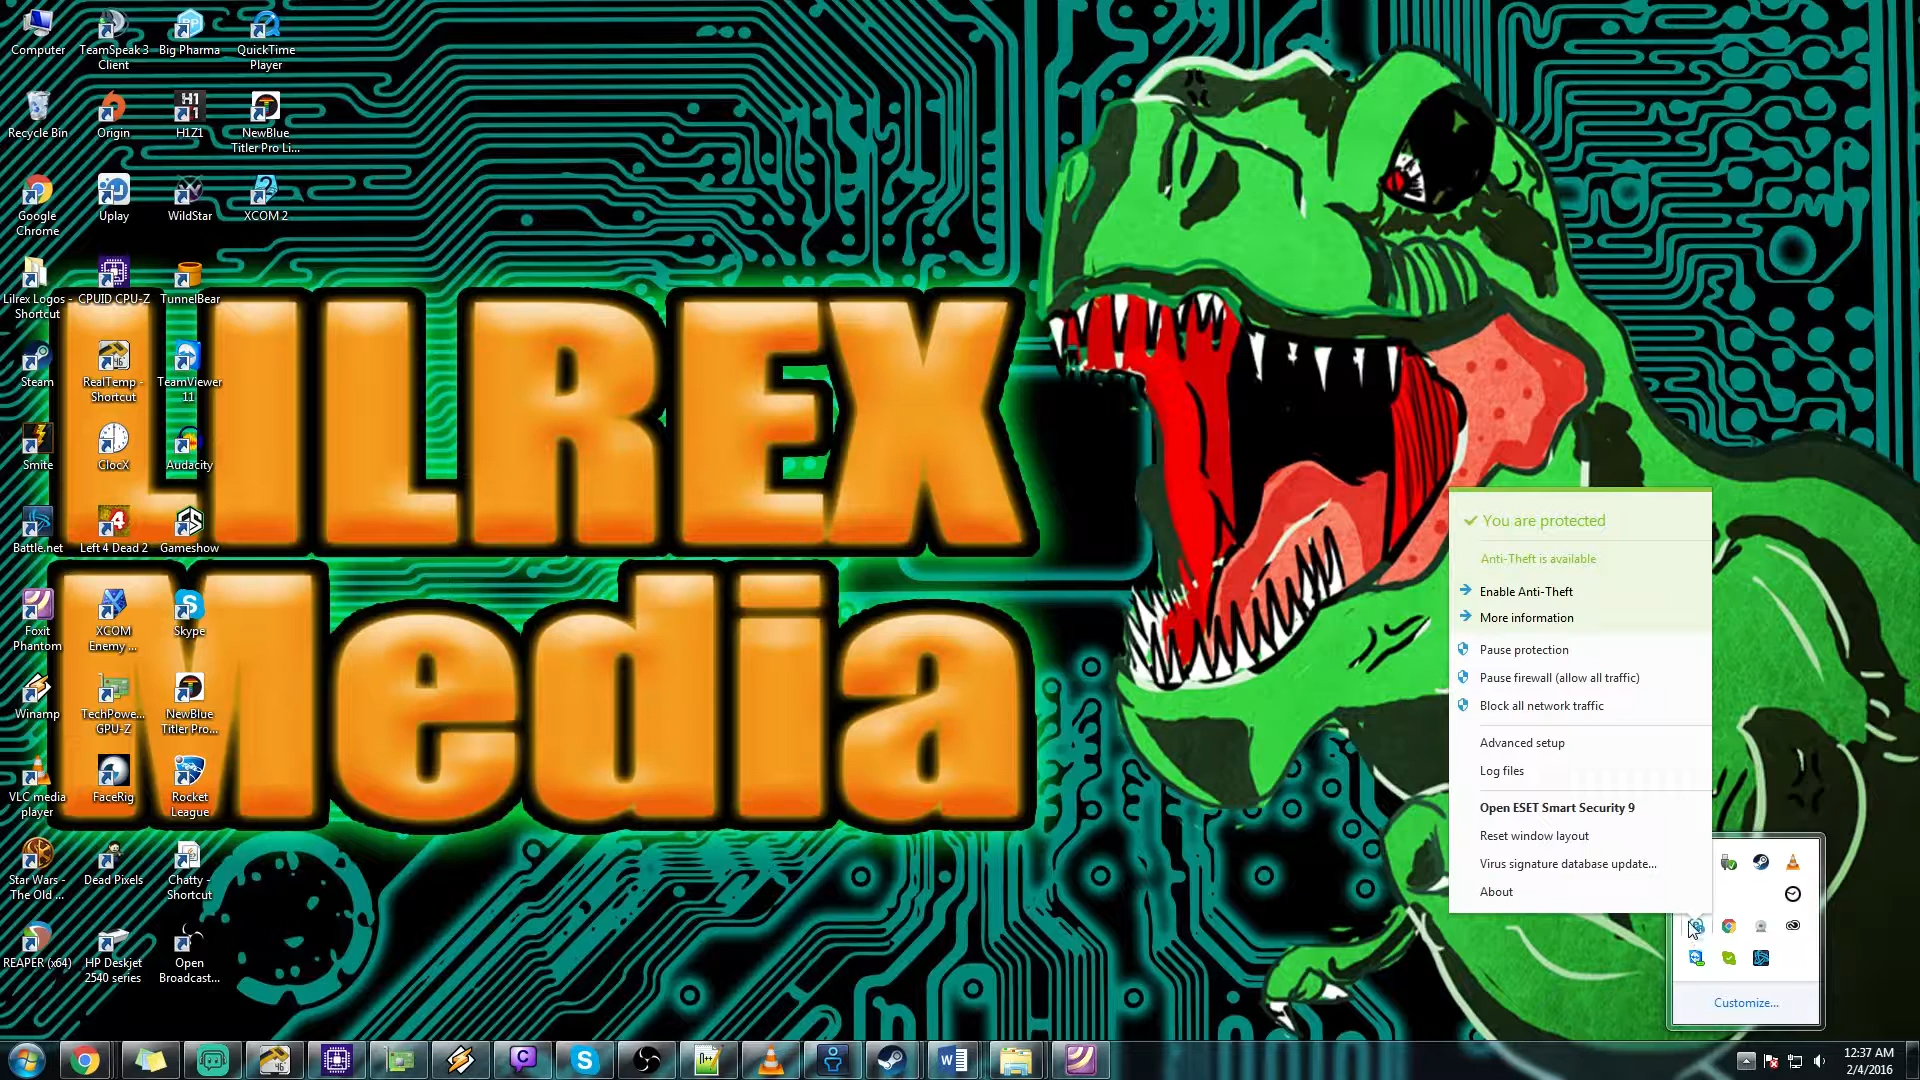 Computer
TeamSpeak 3
Client
Big Pharma
QuickTime
Player
Recycle Bin
Origin
H1Z1
NewBlue
Titler Pro Li...
Google
Chrome
Uplay
WildStar
XCOM 2
Lilrex Logos -
Shortcut
CPUID CPU-Z
TunnelBear
Steam
RealTemp -
Shortcut
TeamViewer
11
Smite
ClocX
Audacity
Battle.net
Left 4 Dead 2
Gameshow
Foxit
Phantom
XCOM
Enemy ...
Skype
Winamp
TechPowe...
GPU-Z
NewBlue
Titler Pro...
VLC media
player
FaceRig
Rocket
League
Star Wars -
The Old ...
Dead Pixels
Chatty -
Shortcut
REAPER (x64)
HP Deskjet
2540 series
Open
Broadcast...
LILREX
Media
You are protected
Anti-Theft is available
Enable Anti-Theft
More information
Pause protection
Pause firewall (allow all traffic)
Block all network traffic
Advanced setup
Log files
Open ESET Smart Security 9
Reset window layout
Virus signature database update...
About
Customize...
12:37 AM
2/4/2016